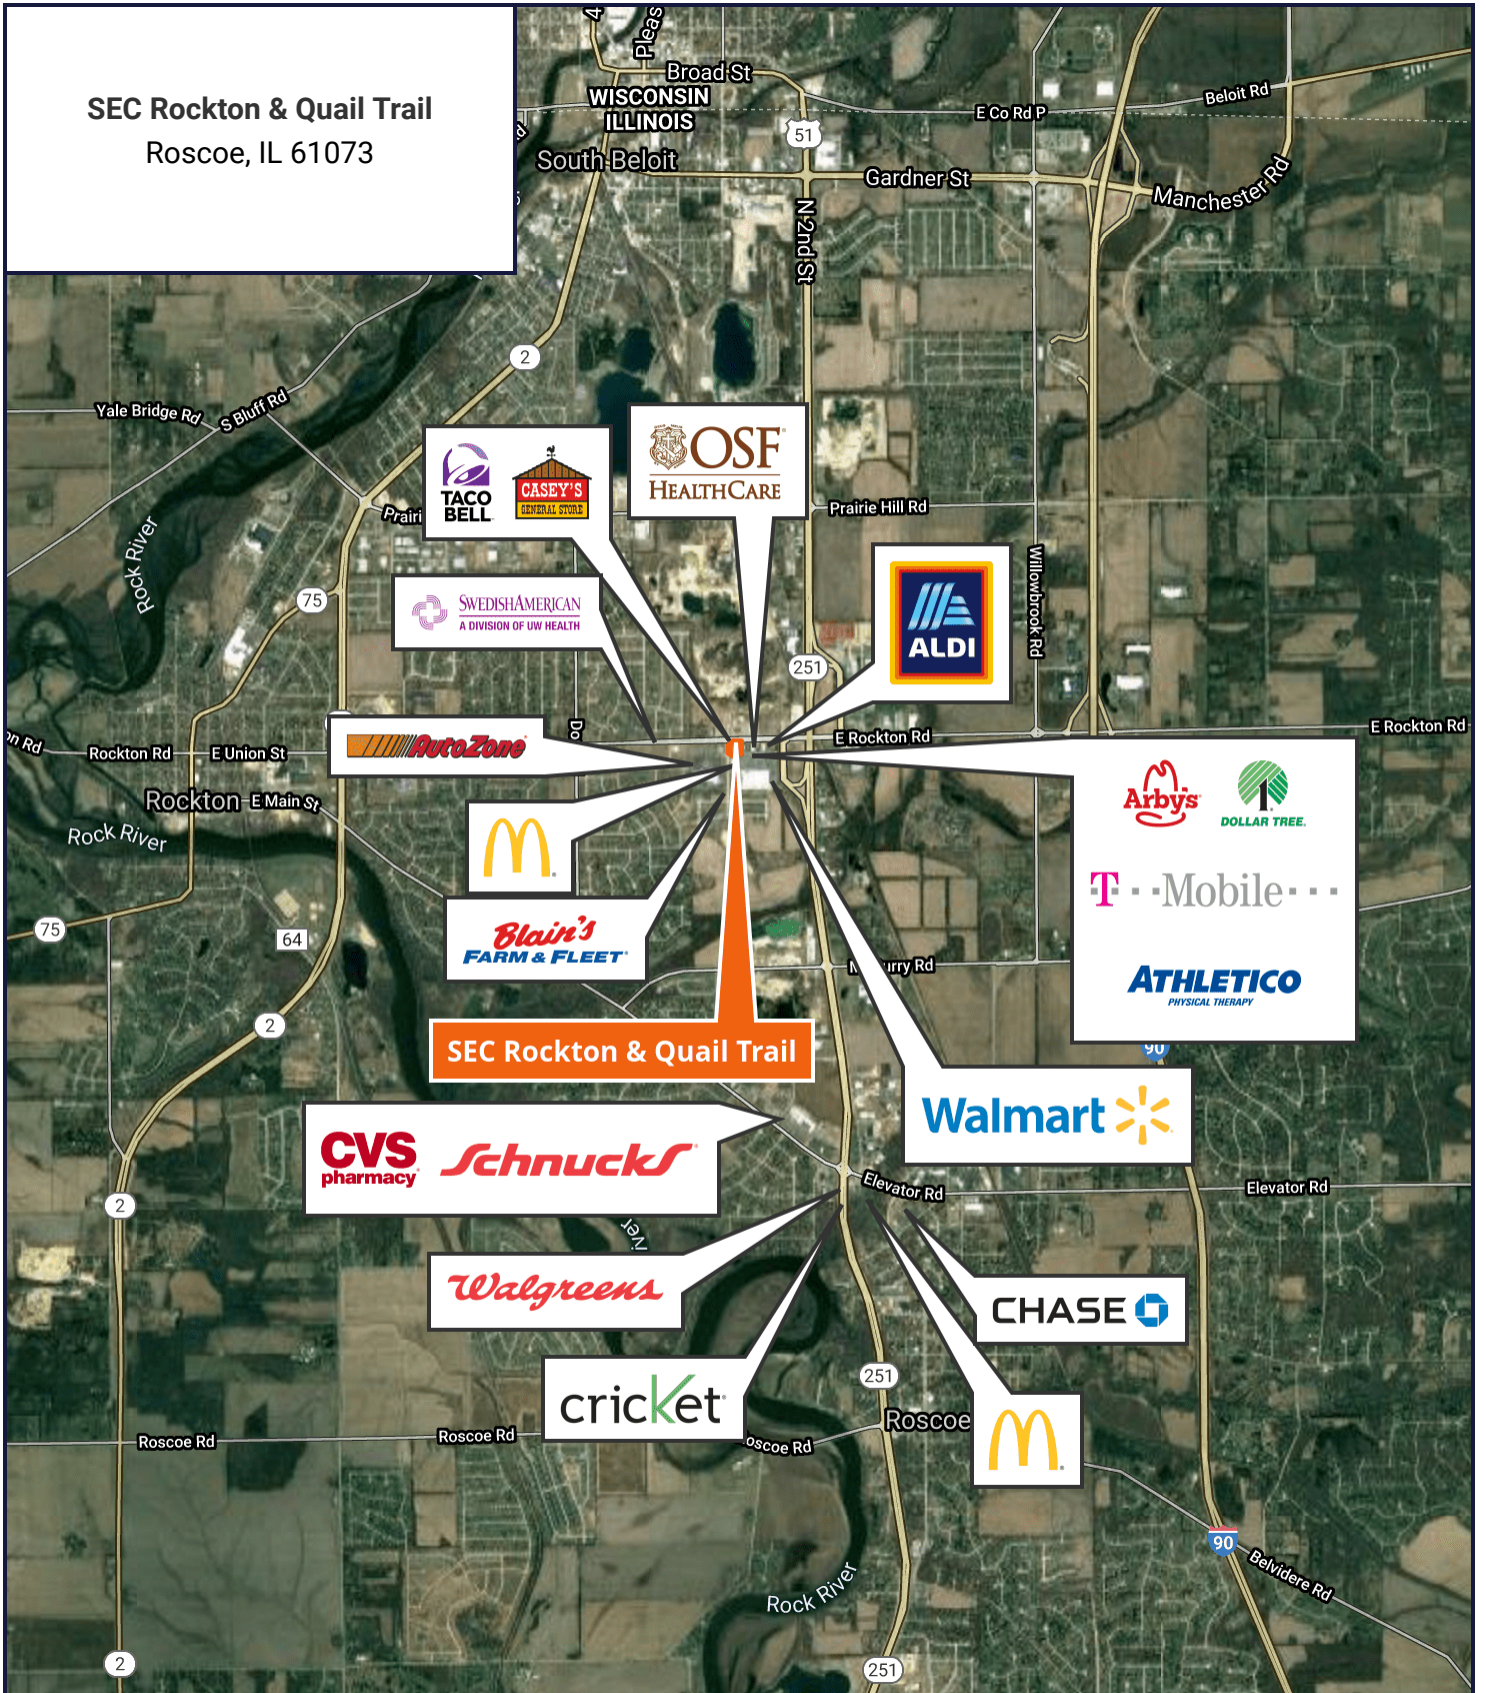 SEC Rockton & Quail Trail
Roscoe, IL 61073
Broad St
WISCONSIN
ILLINOIS
51
E Co Rd P
Beloit Rd
South Beloit
Gardner St
Manchester Rd
N 2nd St
2
Yale Bridge Rd
S Bluff Rd
TACO
BELL
CASEY'S
GENERAL STORE
OSF
HEALTHCARE
Prairie Hill Rd
Rock River
75
SWEDISHAMERICAN
A DIVISION OF UW HEALTH
ALDI
Willowbrook Rd
251
AutoZone
E Rockton Rd
E Rockton Rd
Rockton Rd
E Union St
Rockton
E Main St
Rock River
Arby's
DOLLAR TREE.
T··Mobile···
ATHLETICO
PHYSICAL THERAPY
75
64
Blain's
FARM & FLEET
2
SEC Rockton & Quail Trail
90
Walmart
CVS
pharmacy
Schnucks
Elevator Rd
Elevator Rd
2
Walgreens
CHASE
cricket
251
Roscoe
Roscoe Rd
Roscoe Rd
90
Belvidere Rd
Rock River
2
251